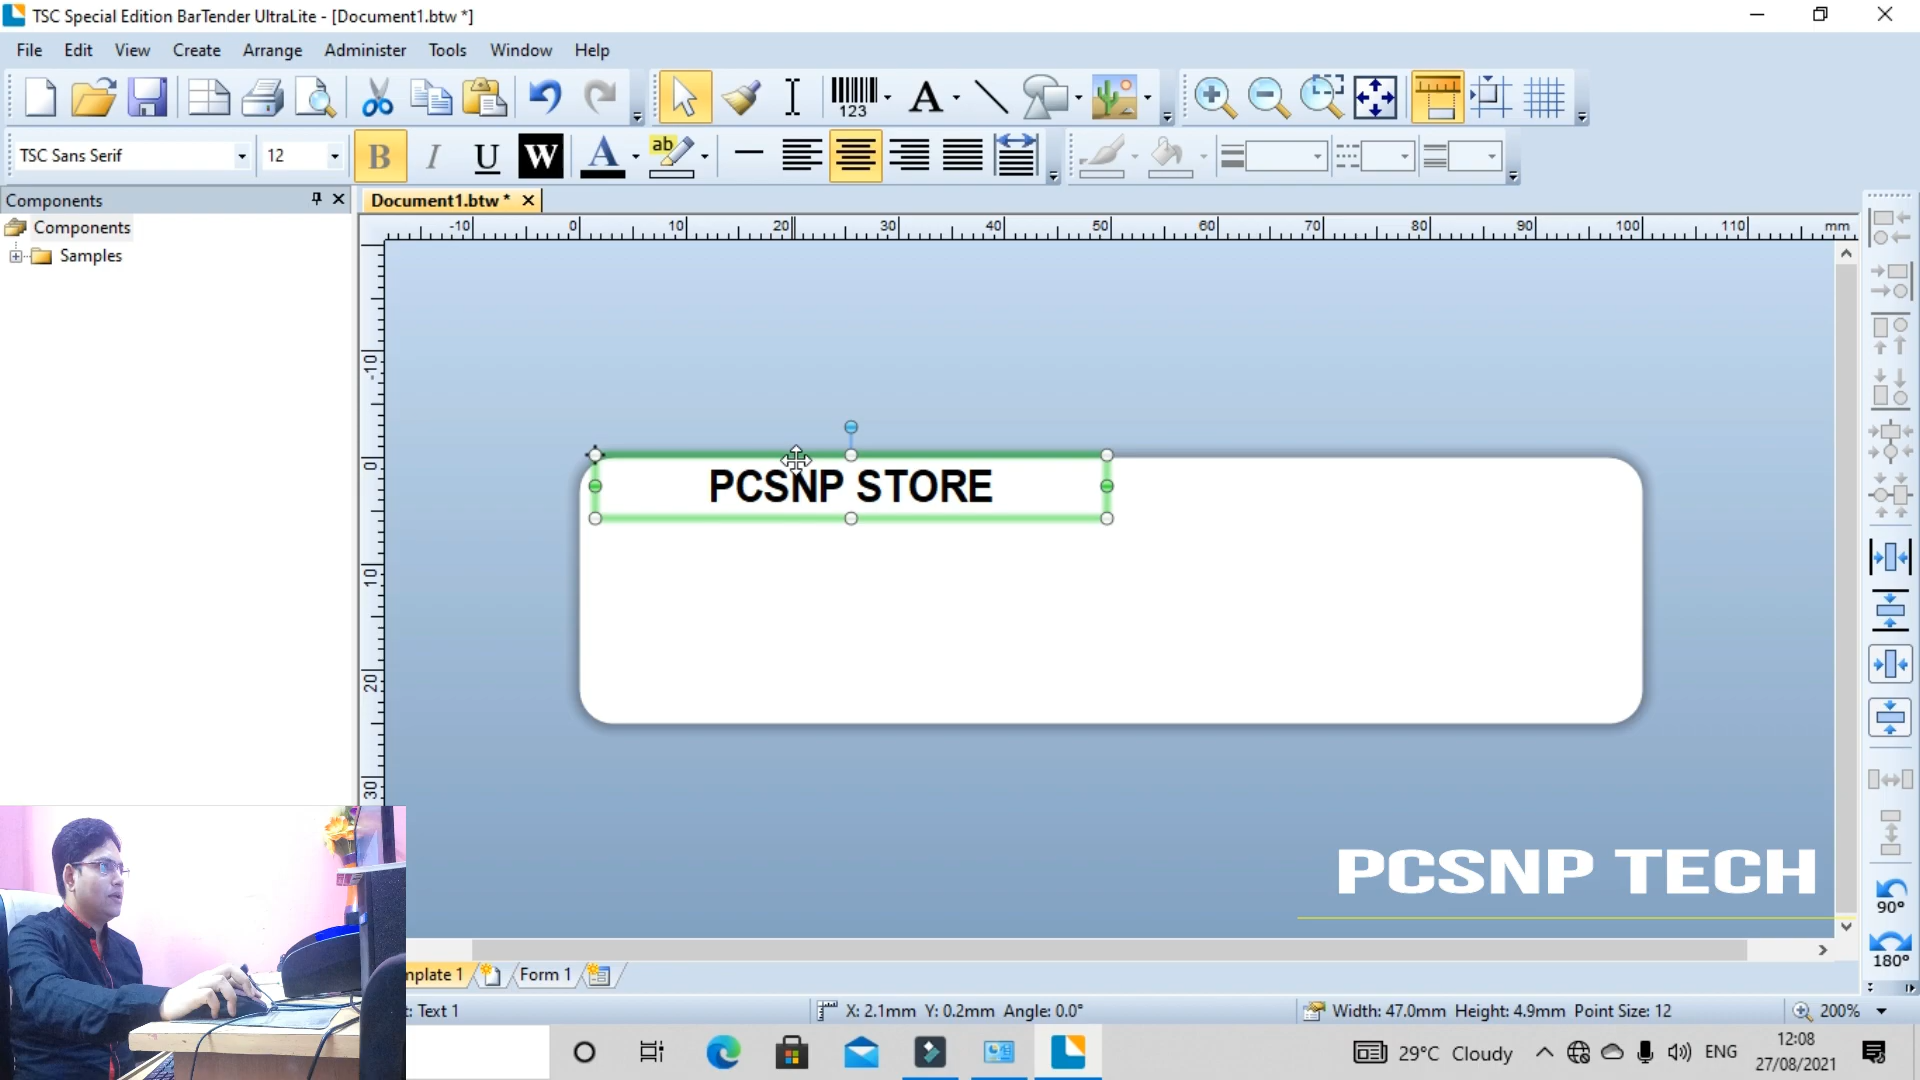 TSC Special Edition BarTender UltraLite - [Document1.btw *]
File Edit View Create Arrange Administer Tools Window Help
123
TSC Sans Serif 12 B I U W A ab
Components
Document1.btw *
Components
Samples
-10 0 10 20 30 40 50 60 70 80 90 100 110 mm
-10
0
10
20
30
PCSNP STORE
PCSNP TECH
90°
180°
mplate 1 Form 1
: Text 1 X: 2.1mm Y: 0.2mm Angle: 0.0° Width: 47.0mm Height: 4.9mm Point Size: 12 200%
29°C Cloudy ENG 12:08
27/08/2021